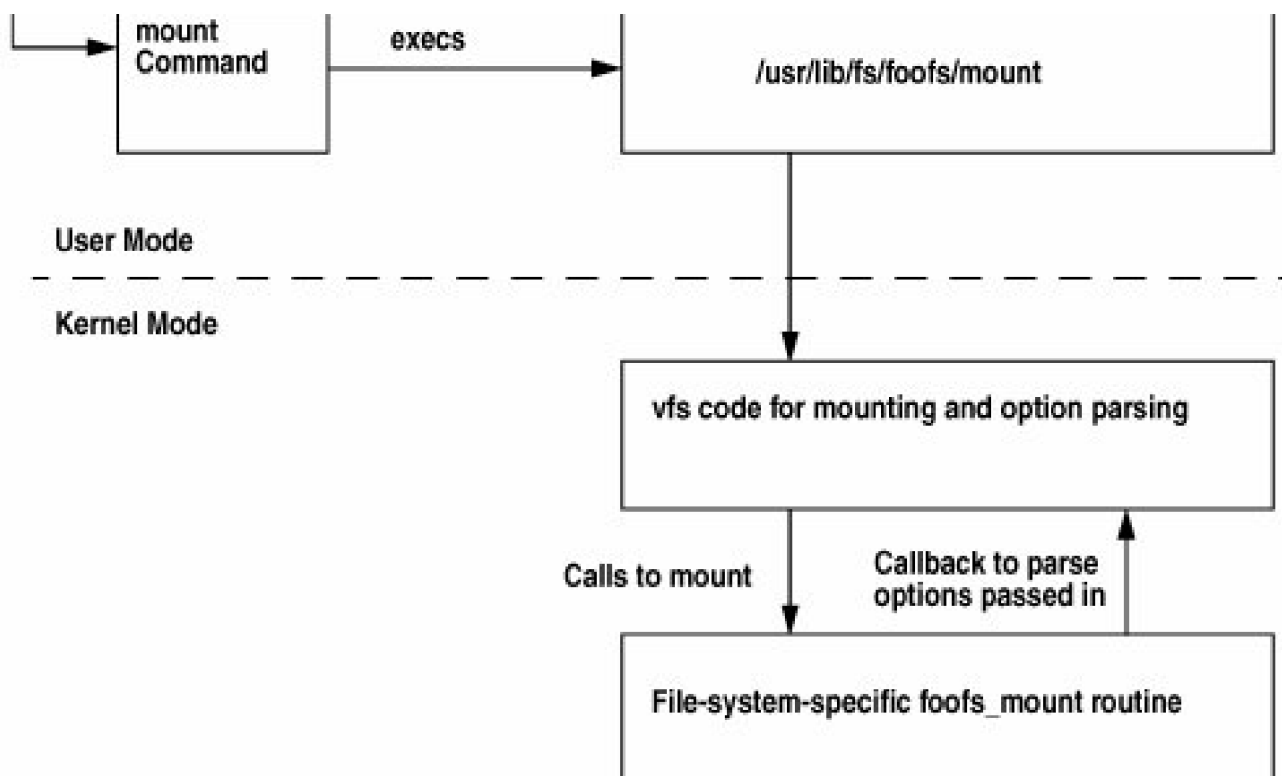 mount
Command
execs
/usr/lib/fs/foofs/mount
User Mode
Kernel Mode
vfs code for mounting and option parsing
Calls to mount
Callback to parse
options passed in
File-system-specific foofs_mount routine